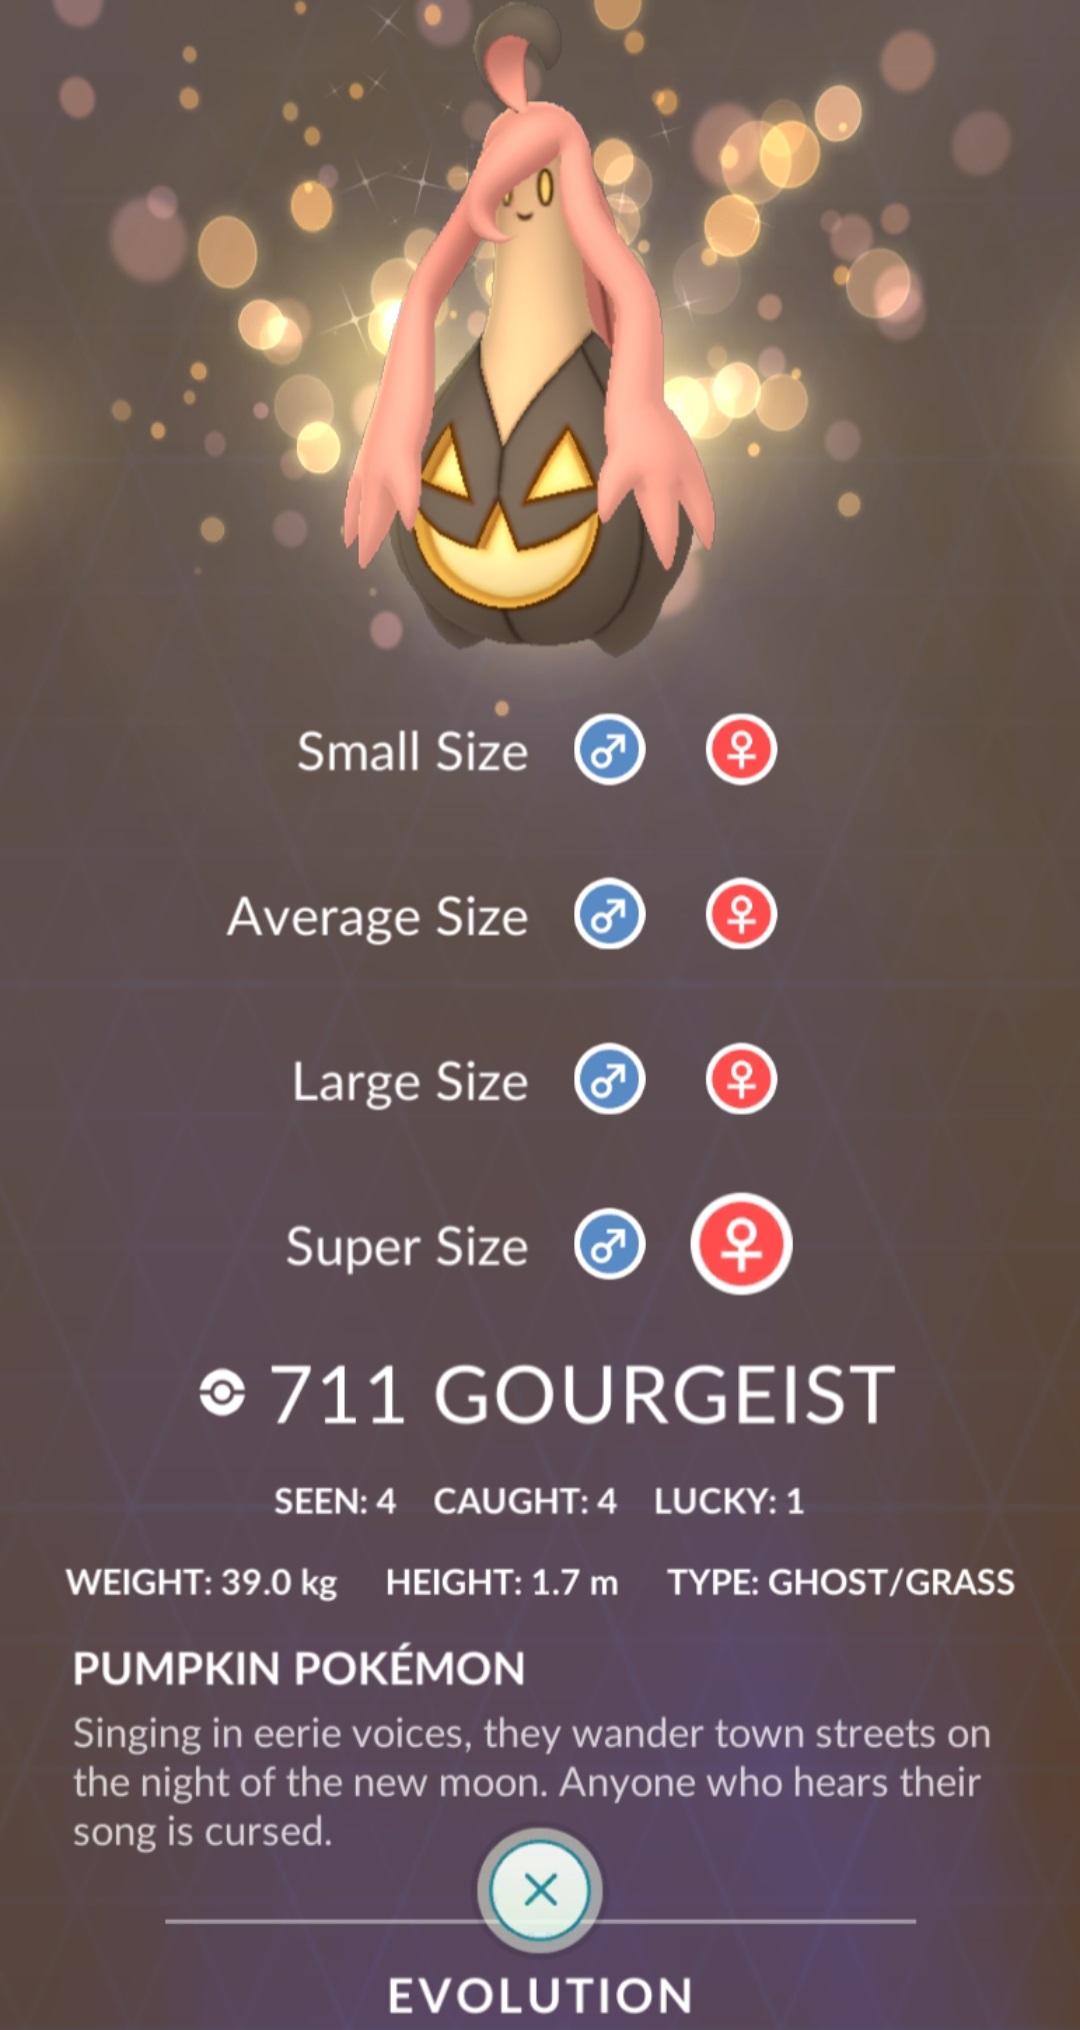 Small Size
Average Size
Large Size
Super Size
711 GOURGEIST
SEEN: 4 CAUGHT: 4 LUCKY: 1
WEIGHT: 39.0 kg HEIGHT: 1.7 m TYPE: GHOST/GRASS
PUMPKIN POKÉMON
Singing in eerie voices, they wander town streets on
the night of the new moon. Anyone who hears their
song is cursed.
EVOLUTION